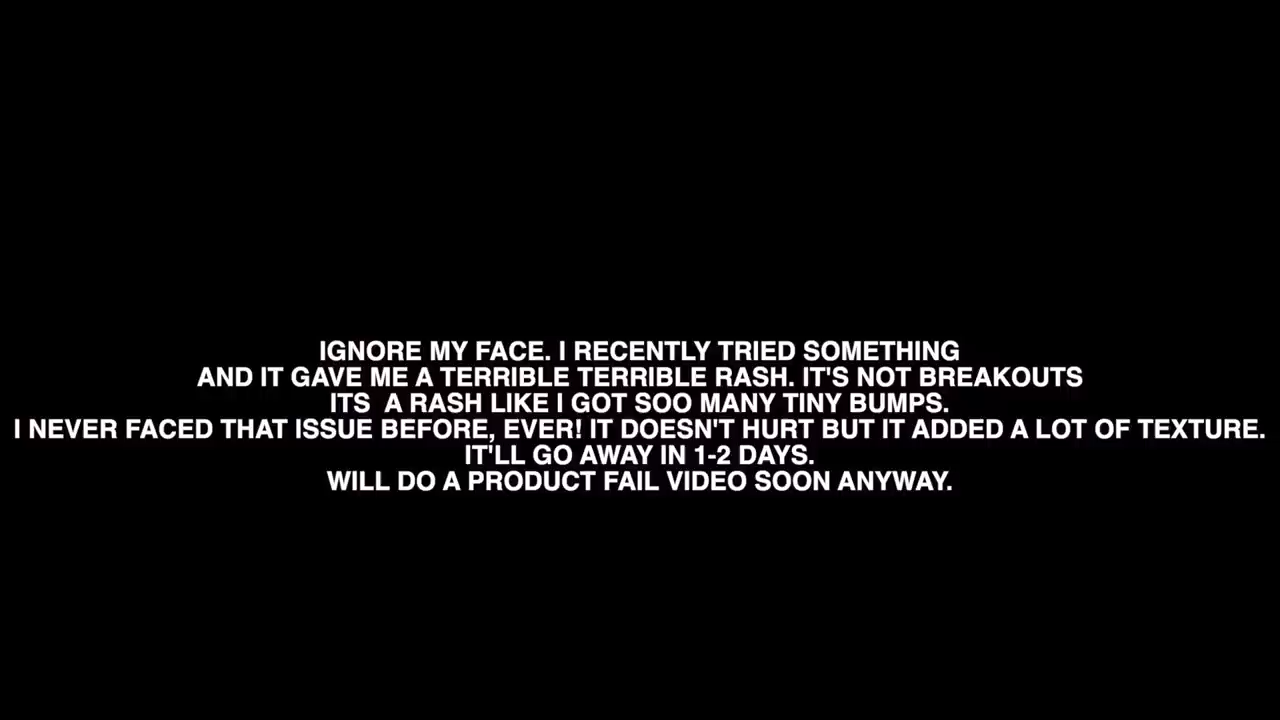 IGNORE MY FACE. I RECENTLY TRIED SOMETHING
AND IT GAVE ME A TERRIBLE TERRIBLE RASH. IT'S NOT BREAKOUTS
ITS  A RASH LIKE I GOT SOO MANY TINY BUMPS.
I NEVER FACED THAT ISSUE BEFORE, EVER! IT DOESN'T HURT BUT IT ADDED A LOT OF TEXTURE.
IT'LL GO AWAY IN 1-2 DAYS.
WILL DO A PRODUCT FAIL VIDEO SOON ANYWAY.